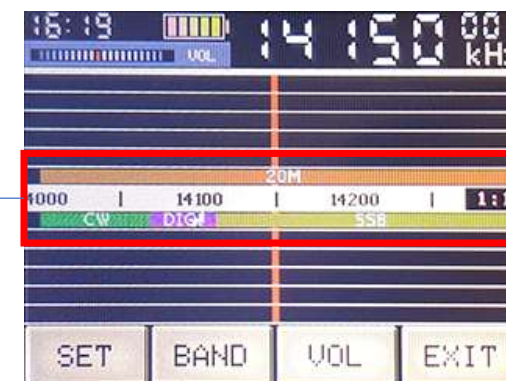 16:19 14150 00
VOL kHz
20M
4000 | 14100 | 14200 | 1:1
CW DIGI SSB
SET BAND VOL EXIT